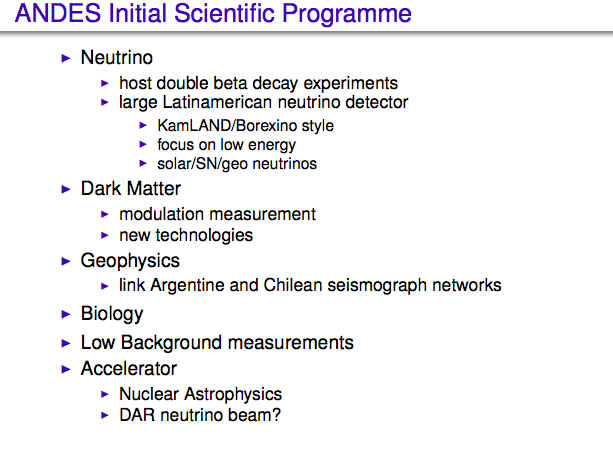 ANDES Initial Scientific Programme
Neutrino
host double beta decay experiments
large Latinamerican neutrino detector
KamLAND/Borexino style
focus on low energy
solar/SN/geo neutrinos
Dark Matter
modulation measurement
new technologies
Geophysics
link Argentine and Chilean seismograph networks
Biology
Low Background measurements
Accelerator
Nuclear Astrophysics
DAR neutrino beam?